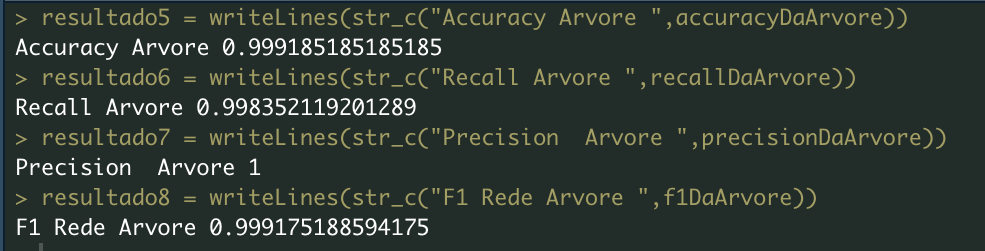 > resultado5 = writeLines(str_c("Accuracy Arvore ",accuracyDaArvore))
Accuracy Arvore 0.999185185185185
> resultado6 = writeLines(str_c("Recall Arvore ",recallDaArvore))
Recall Arvore 0.998352119201289
> resultado7 = writeLines(str_c("Precision  Arvore ",precisionDaArvore))
Precision  Arvore 1
> resultado8 = writeLines(str_c("F1 Rede Arvore ",f1DaArvore))
F1 Rede Arvore 0.999175188594175